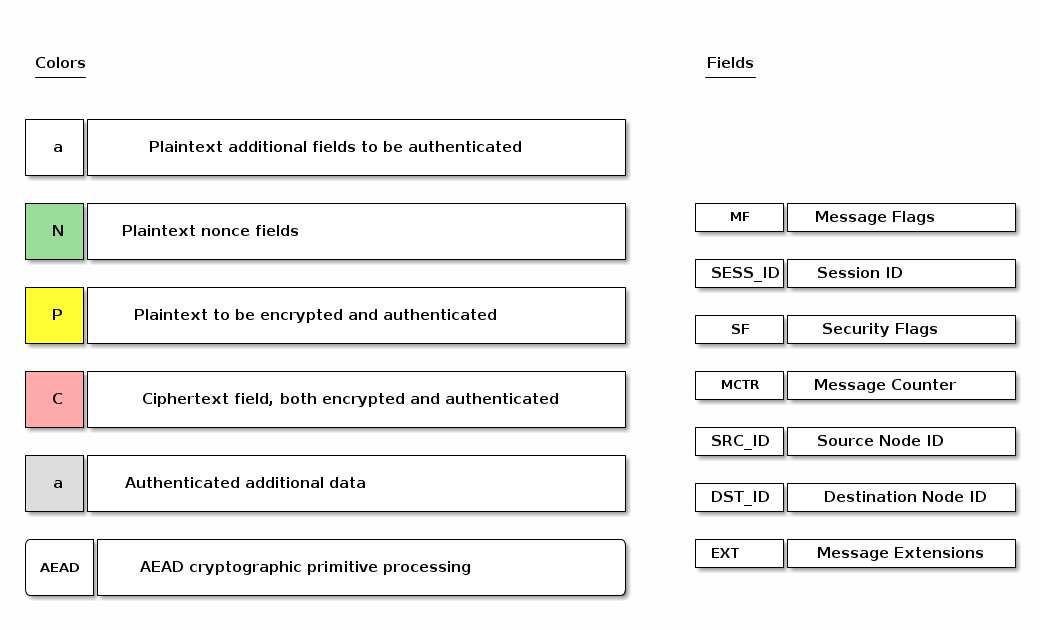 Colors
a Plaintext additional fields to be authenticated
N Plaintext nonce fields
P Plaintext to be encrypted and authenticated
C Ciphertext field, both encrypted and authenticated
a Authenticated additional data
AEAD AEAD cryptographic primitive processing
Fields
MF Message Flags
SESS_ID Session ID
SF Security Flags
MCTR Message Counter
SRC_ID Source Node ID
DST_ID Destination Node ID
EXT Message Extensions